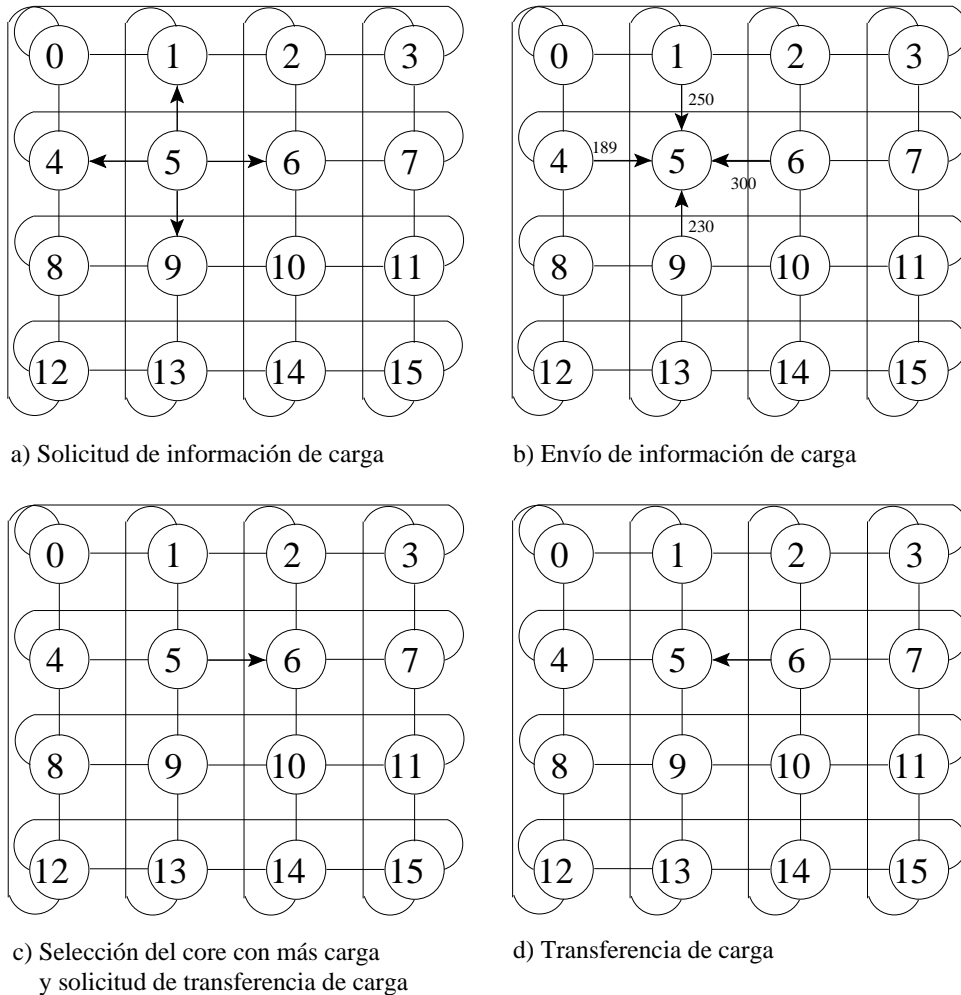 0 1 2 3
4 5 6 7
8 9 10 11
12 13 14 15
a) Solicitud de información de carga
0 1 2 3
250
4 189 5 6 7
300
230
8 9 10 11
12 13 14 15
b) Envío de información de carga
0 1 2 3
4 5 6 7
8 9 10 11
12 13 14 15
c) Selección del core con más carga
y solicitud de transferencia de carga
0 1 2 3
4 5 6 7
8 9 10 11
12 13 14 15
d) Transferencia de carga